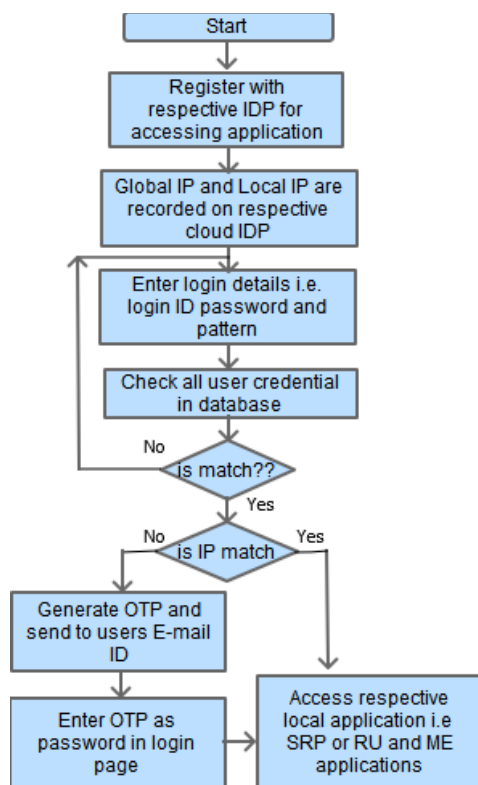 Start
Register with
respective IDP for
accessing application
Global IP and Local IP are
recorded on respective
cloud IDP
Enter login details i.e.
login ID password and
pattern
Check all user credential
in database
No
is match??
Yes
No
is IP match
Yes
Generate OTP and
send to users E-mail
ID
Enter OTP as
password in login
page
Access respective
local application i.e
SRP or RU and ME
applications